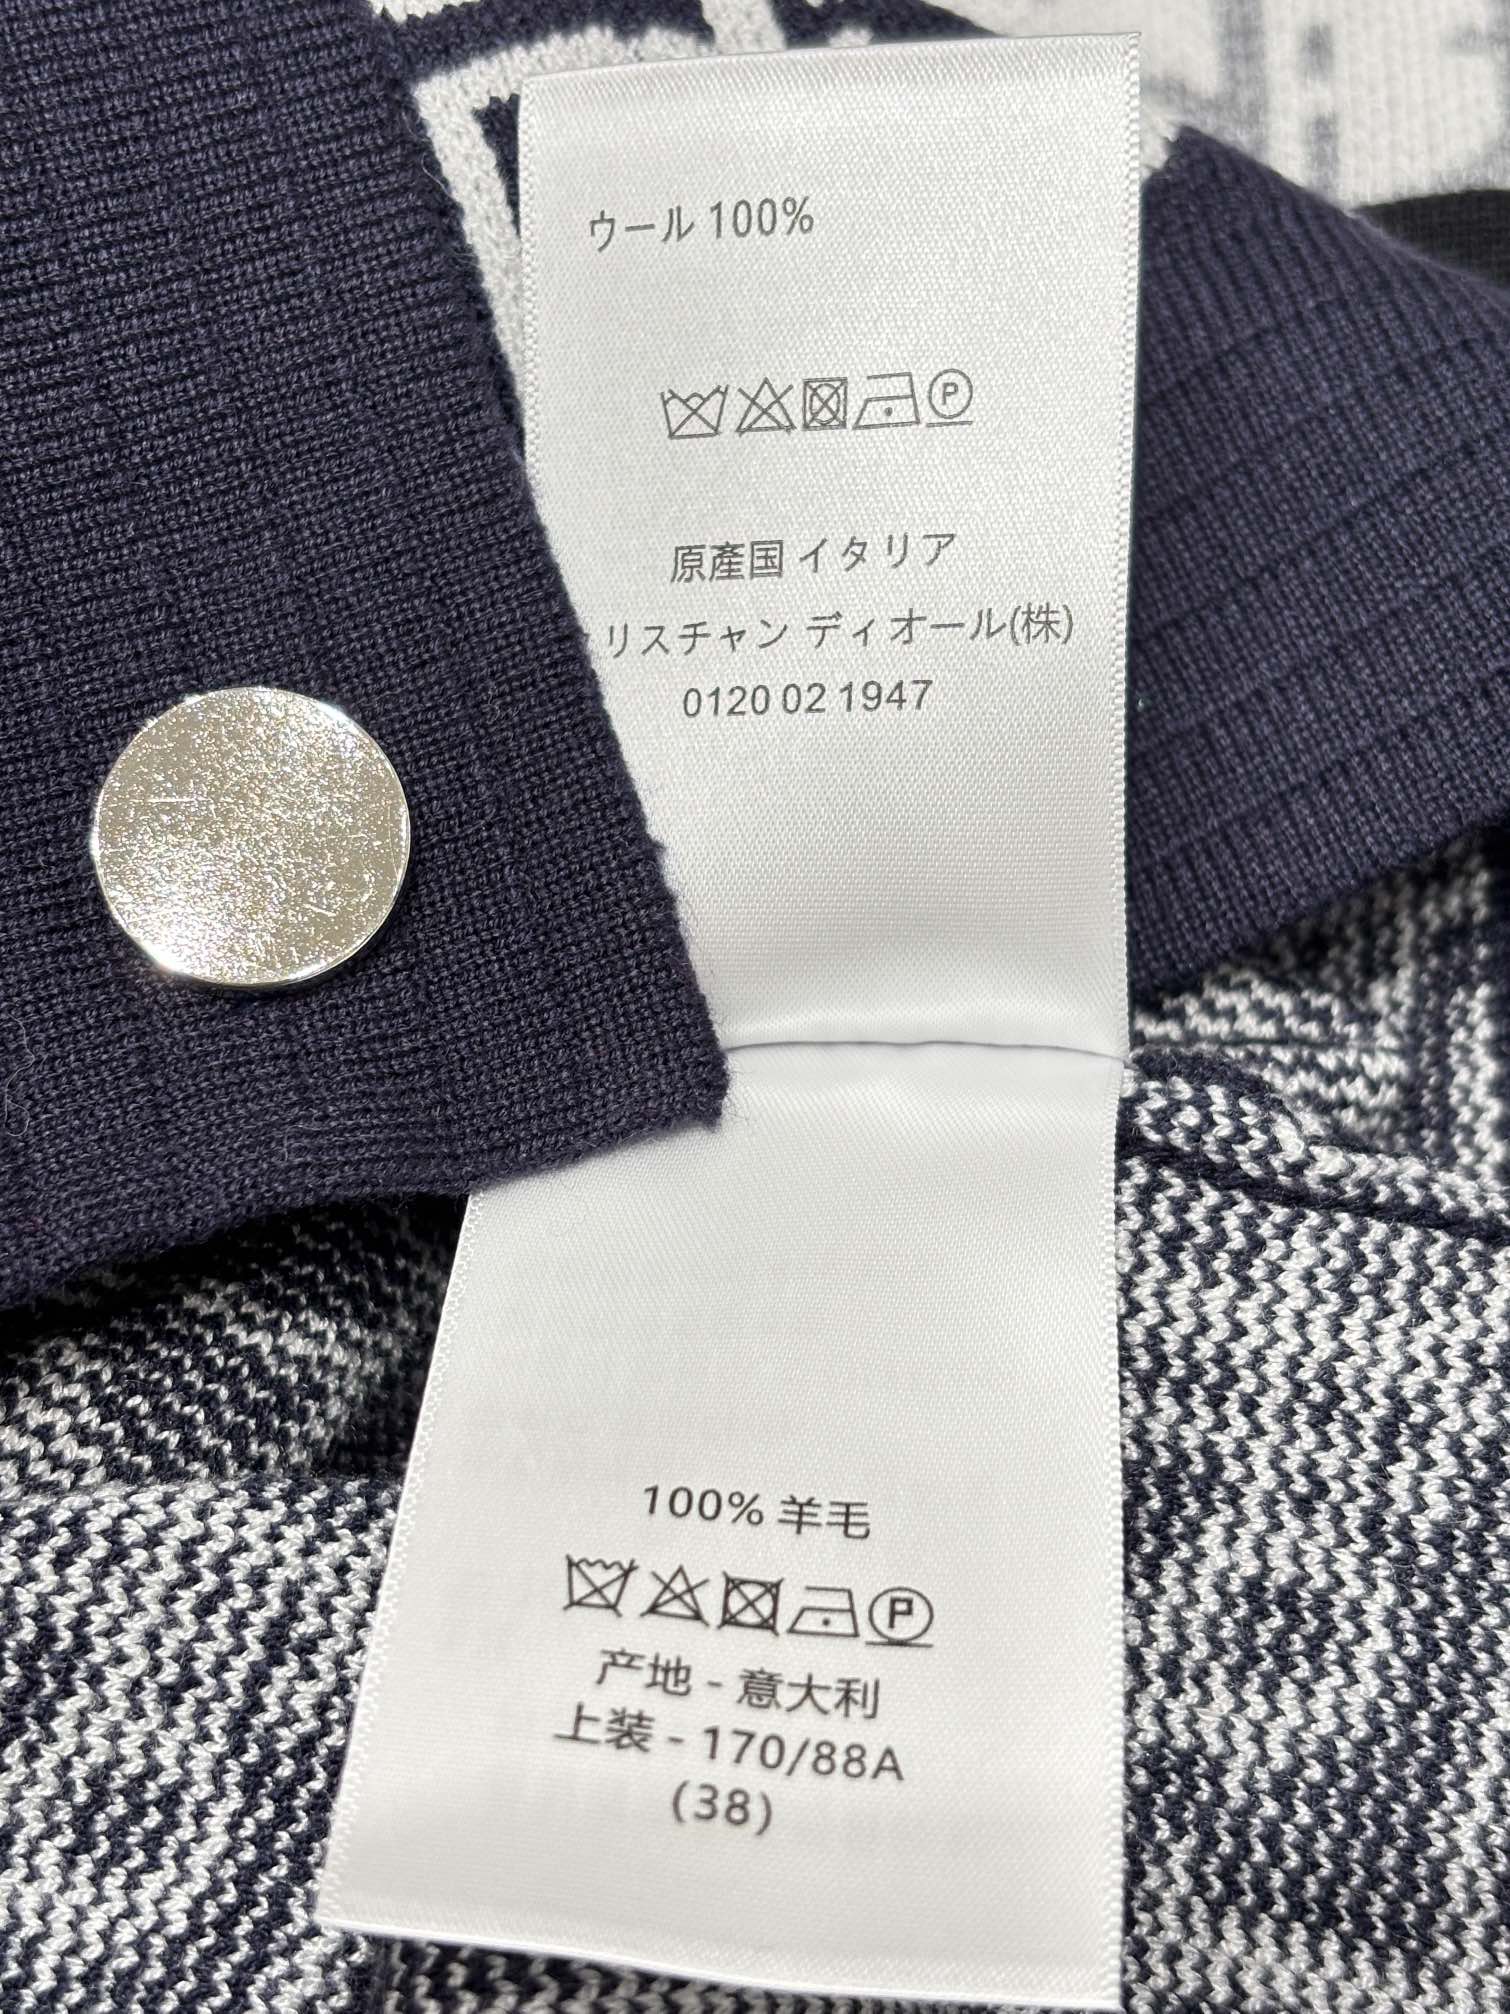 ウール 100%
P
原産国 イタリア
リスチャン ディオール(株)
0120 02 1947
100% 羊毛
P
产地 - 意大利
上装 - 170/88A
(38)